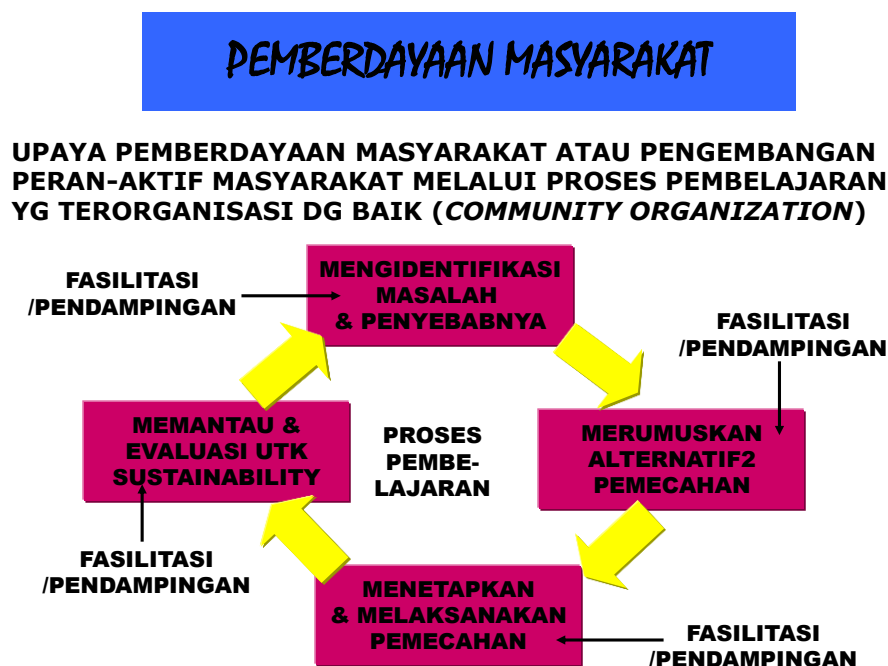 PEMBERDAYAAN MASYARAKAT
UPAYA PEMBERDAYAAN MASYARAKAT ATAU PENGEMBANGAN
PERAN-AKTIF MASYARAKAT MELALUI PROSES PEMBELAJARAN
YG TERORGANISASI DG BAIK (COMMUNITY ORGANIZATION)
MENGIDENTIFIKASI
MASALAH
& PENYEBABNYA
FASILITASI
/PENDAMPINGAN
FASILITASI
/PENDAMPINGAN
MERUMUSKAN
ALTERNATIF2
PEMECAHAN
PROSES
PEMBE-
LAJARAN
MEMANTAU &
EVALUASI UTK
SUSTAINABILITY
FASILITASI
/PENDAMPINGAN
MENETAPKAN
& MELAKSANAKAN
PEMECAHAN
FASILITASI
/PENDAMPINGAN